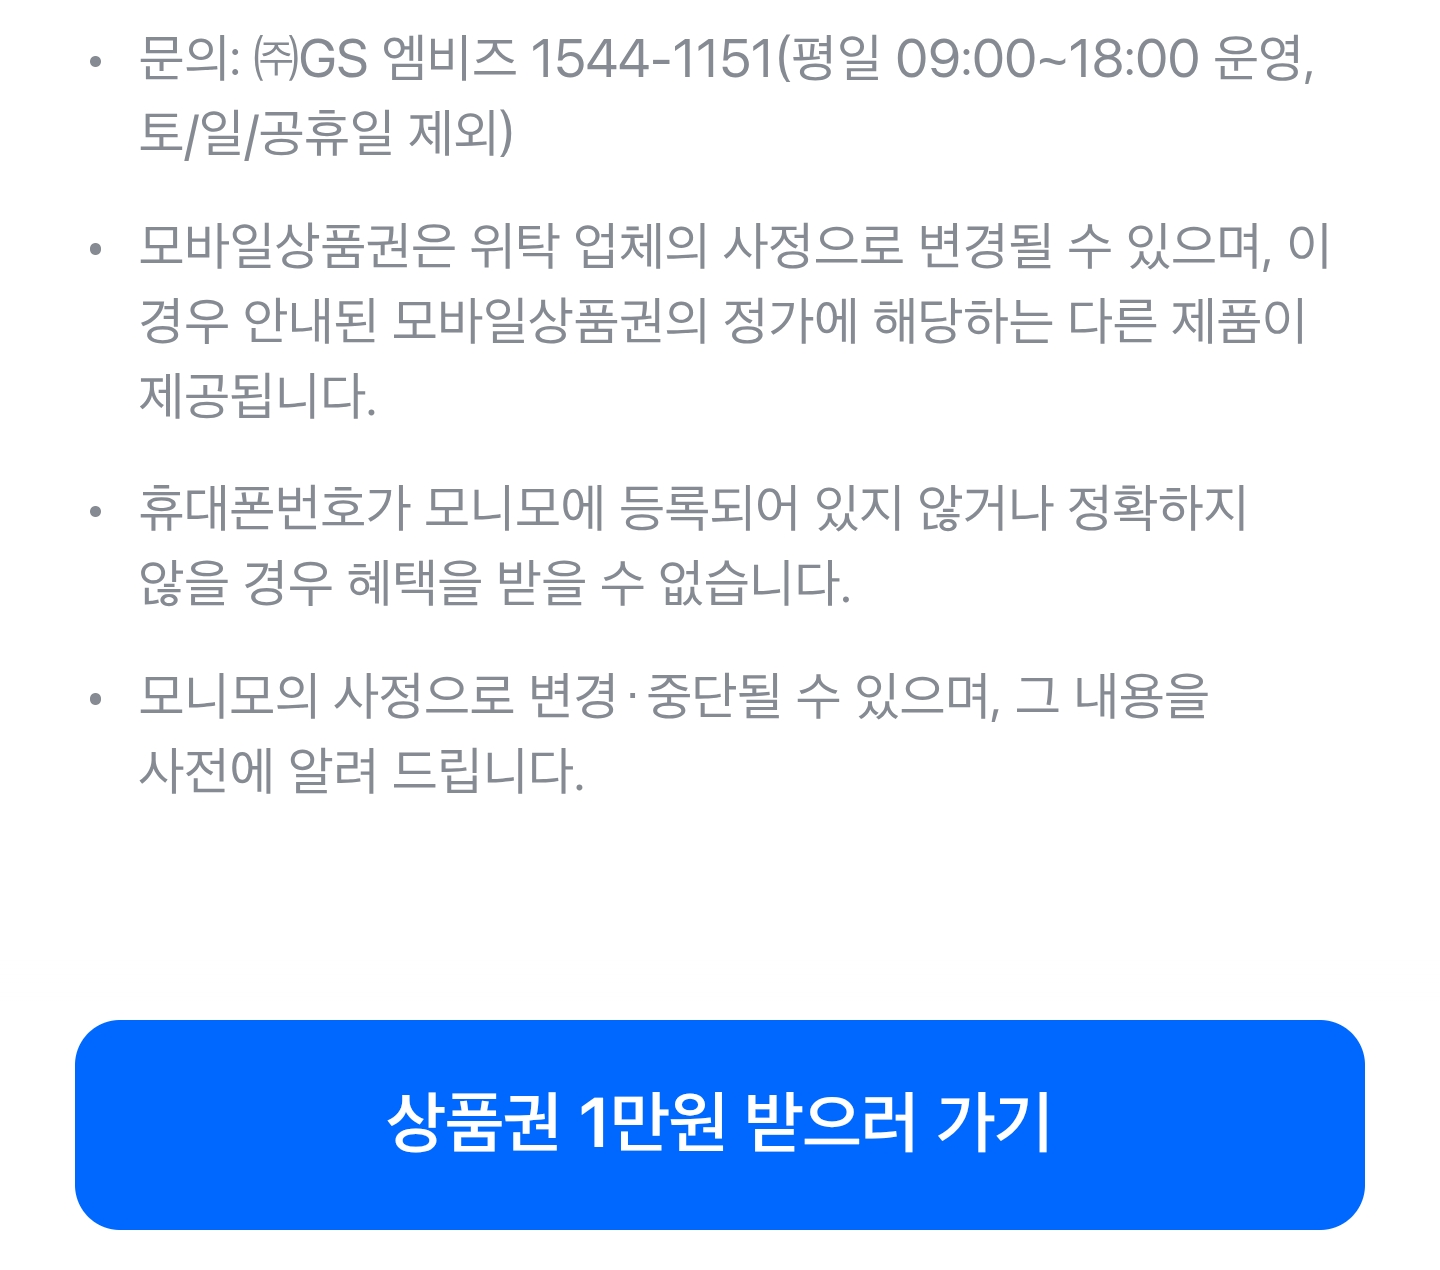 • 문의: ㈜GS 엠비즈 1544-1151(평일 09:00~18:00 운영,
토/일/공휴일 제외)
• 모바일상품권은 위탁 업체의 사정으로 변경될 수 있으며, 이
경우 안내된 모바일상품권의 정가에 해당하는 다른 제품이
제공됩니다.
• 휴대폰번호가 모니모에 등록되어 있지 않거나 정확하지
않을 경우 혜택을 받을 수 없습니다.
• 모니모의 사정으로 변경·중단될 수 있으며, 그 내용을
사전에 알려 드립니다.
상품권 1만원 받으러 가기